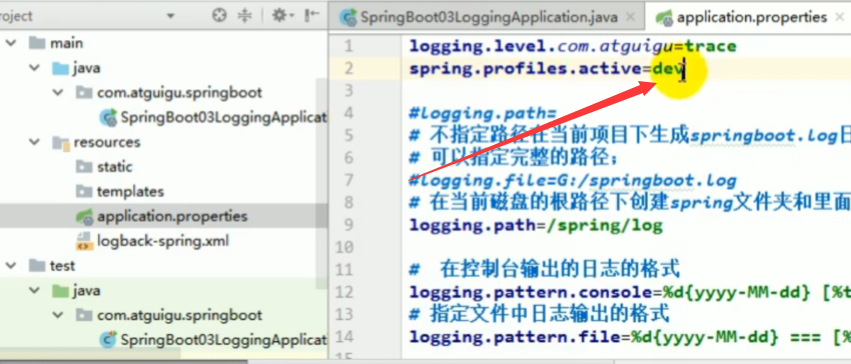 roject
SpringBoot03LoggingApplication.java
application.properties
main
java
com.atguigu.springboot
SpringBoot03LoggingApplicat
resources
static
templates
application.properties
logback-spring.xml
test
java
com.atguigu.springboot
SpringBoot03LoggingApplicat
1 logging.level.com.atguigu=trace
2 spring.profiles.active=dev
3
4 #logging.path=
5 # 不指定路径在当前项目下生成springboot.log日
6 # 可以指定完整的路径；
7 #logging.file=G:/springboot.log
8 # 在当前磁盘的根路径下创建spring文件夹和里面
9 logging.path=/spring/log
10
11 # 在控制台输出的日志的格式
12 logging.pattern.console=%d{yyyy-MM-dd} [%t
13 # 指定文件中日志输出的格式
14 logging.pattern.file=%d{yyyy-MM-dd} === [%
15